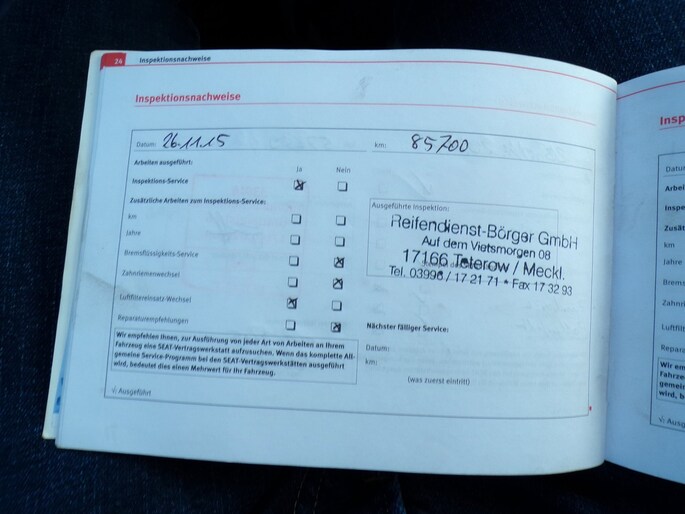 24 Inspektionsnachweise
Inspektionsnachweise
Datum: 26.11.15 km: 85700
Arbeiten ausgeführt:
Ja Nein
Inspektions-Service
Zusätzliche Arbeiten zum Inspektions-Service:
km
Jahre
Bremsflüssigkeits-Service
Zahnriemenwechsel
Luftfiltereinsatz-Wechsel
Reparaturempfehlungen
Wir empfehlen Ihnen, zur Ausführung von jeder Art von Arbeiten an Ihrem
Fahrzeug eine SEAT-Vertragswerkstatt aufzusuchen. Wenn das komplette All-
gemeine Service-Programm bei den SEAT-Vertragswerkstätten ausgeführt
wird, bedeutet dies einen Mehrwert für Ihr Fahrzeug.
√: Ausgeführt
Ausgeführte Inspektion:
Reifendienst-Börger GmbH
Auf dem Vietsmorgen 08
17166 Teterow / Meckl.
Tel. 03996 / 17 21 71 * Fax 17 32 93
Nächster fälliger Service:
Datum:
km:
(was zuerst eintritt)
Insp
Datu
Arbei
Inspe
Zusät
km
Jahre
Brems
Zahnri
Luftfilt
Repara
Wir em
Fahrze
gemein
wird, b
√: Ausg